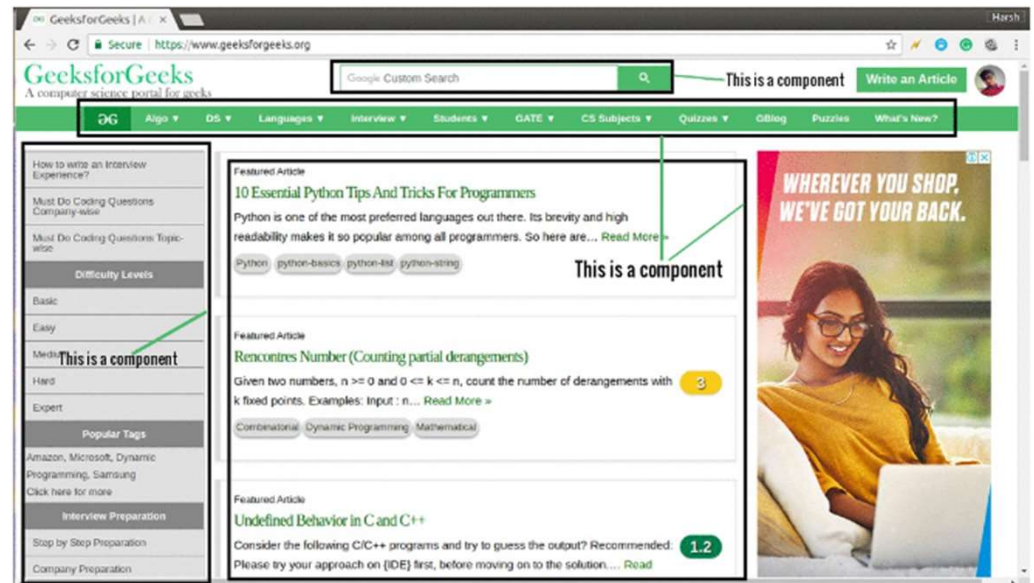 GeeksforGeeks | A c
Harsh
Secure https://www.geeksforgeeks.org
GeeksforGeeks
A computer science portal for geeks
Google Custom Search
This is a component
Write an Article
Algo ▼ DS ▼ Languages ▼ Interview ▼ Students ▼ GATE ▼ CS Subjects ▼ Quizzes ▼ GBlog Puzzles What's New?
How to write an Interview
Experience?
Must Do Coding Questions
Company-wise
Must Do Coding Questions Topic-
wise
Difficulty Levels
Basic
Easy
Medium
This is a component
Hard
Expert
Popular Tags
Amazon, Microsoft, Dynamic
Programming, Samsung
Click here for more
Interview Preparation
Step by Step Preparation
Company Preparation
Featured Article
10 Essential Python Tips And Tricks For Programmers
Python is one of the most preferred languages out there. Its brevity and high
readability makes it so popular among all programmers. So here are... Read More »
Python python-basics python-list python-string
This is a component
Featured Article
Rencontres Number (Counting partial derangements)
Given two numbers, n >= 0 and 0 <= k <= n, count the number of derangements with
k fixed points. Examples: Input : n... Read More »
3
Combinatorial Dynamic Programming Mathematical
Featured Article
Undefined Behavior in C and C++
Consider the following C/C++ programs and try to guess the output? Recommended:
Please try your approach on {IDE} first, before moving on to the solution.... Read
1.2
WHEREVER YOU SHOP,
WE'VE GOT YOUR BACK.